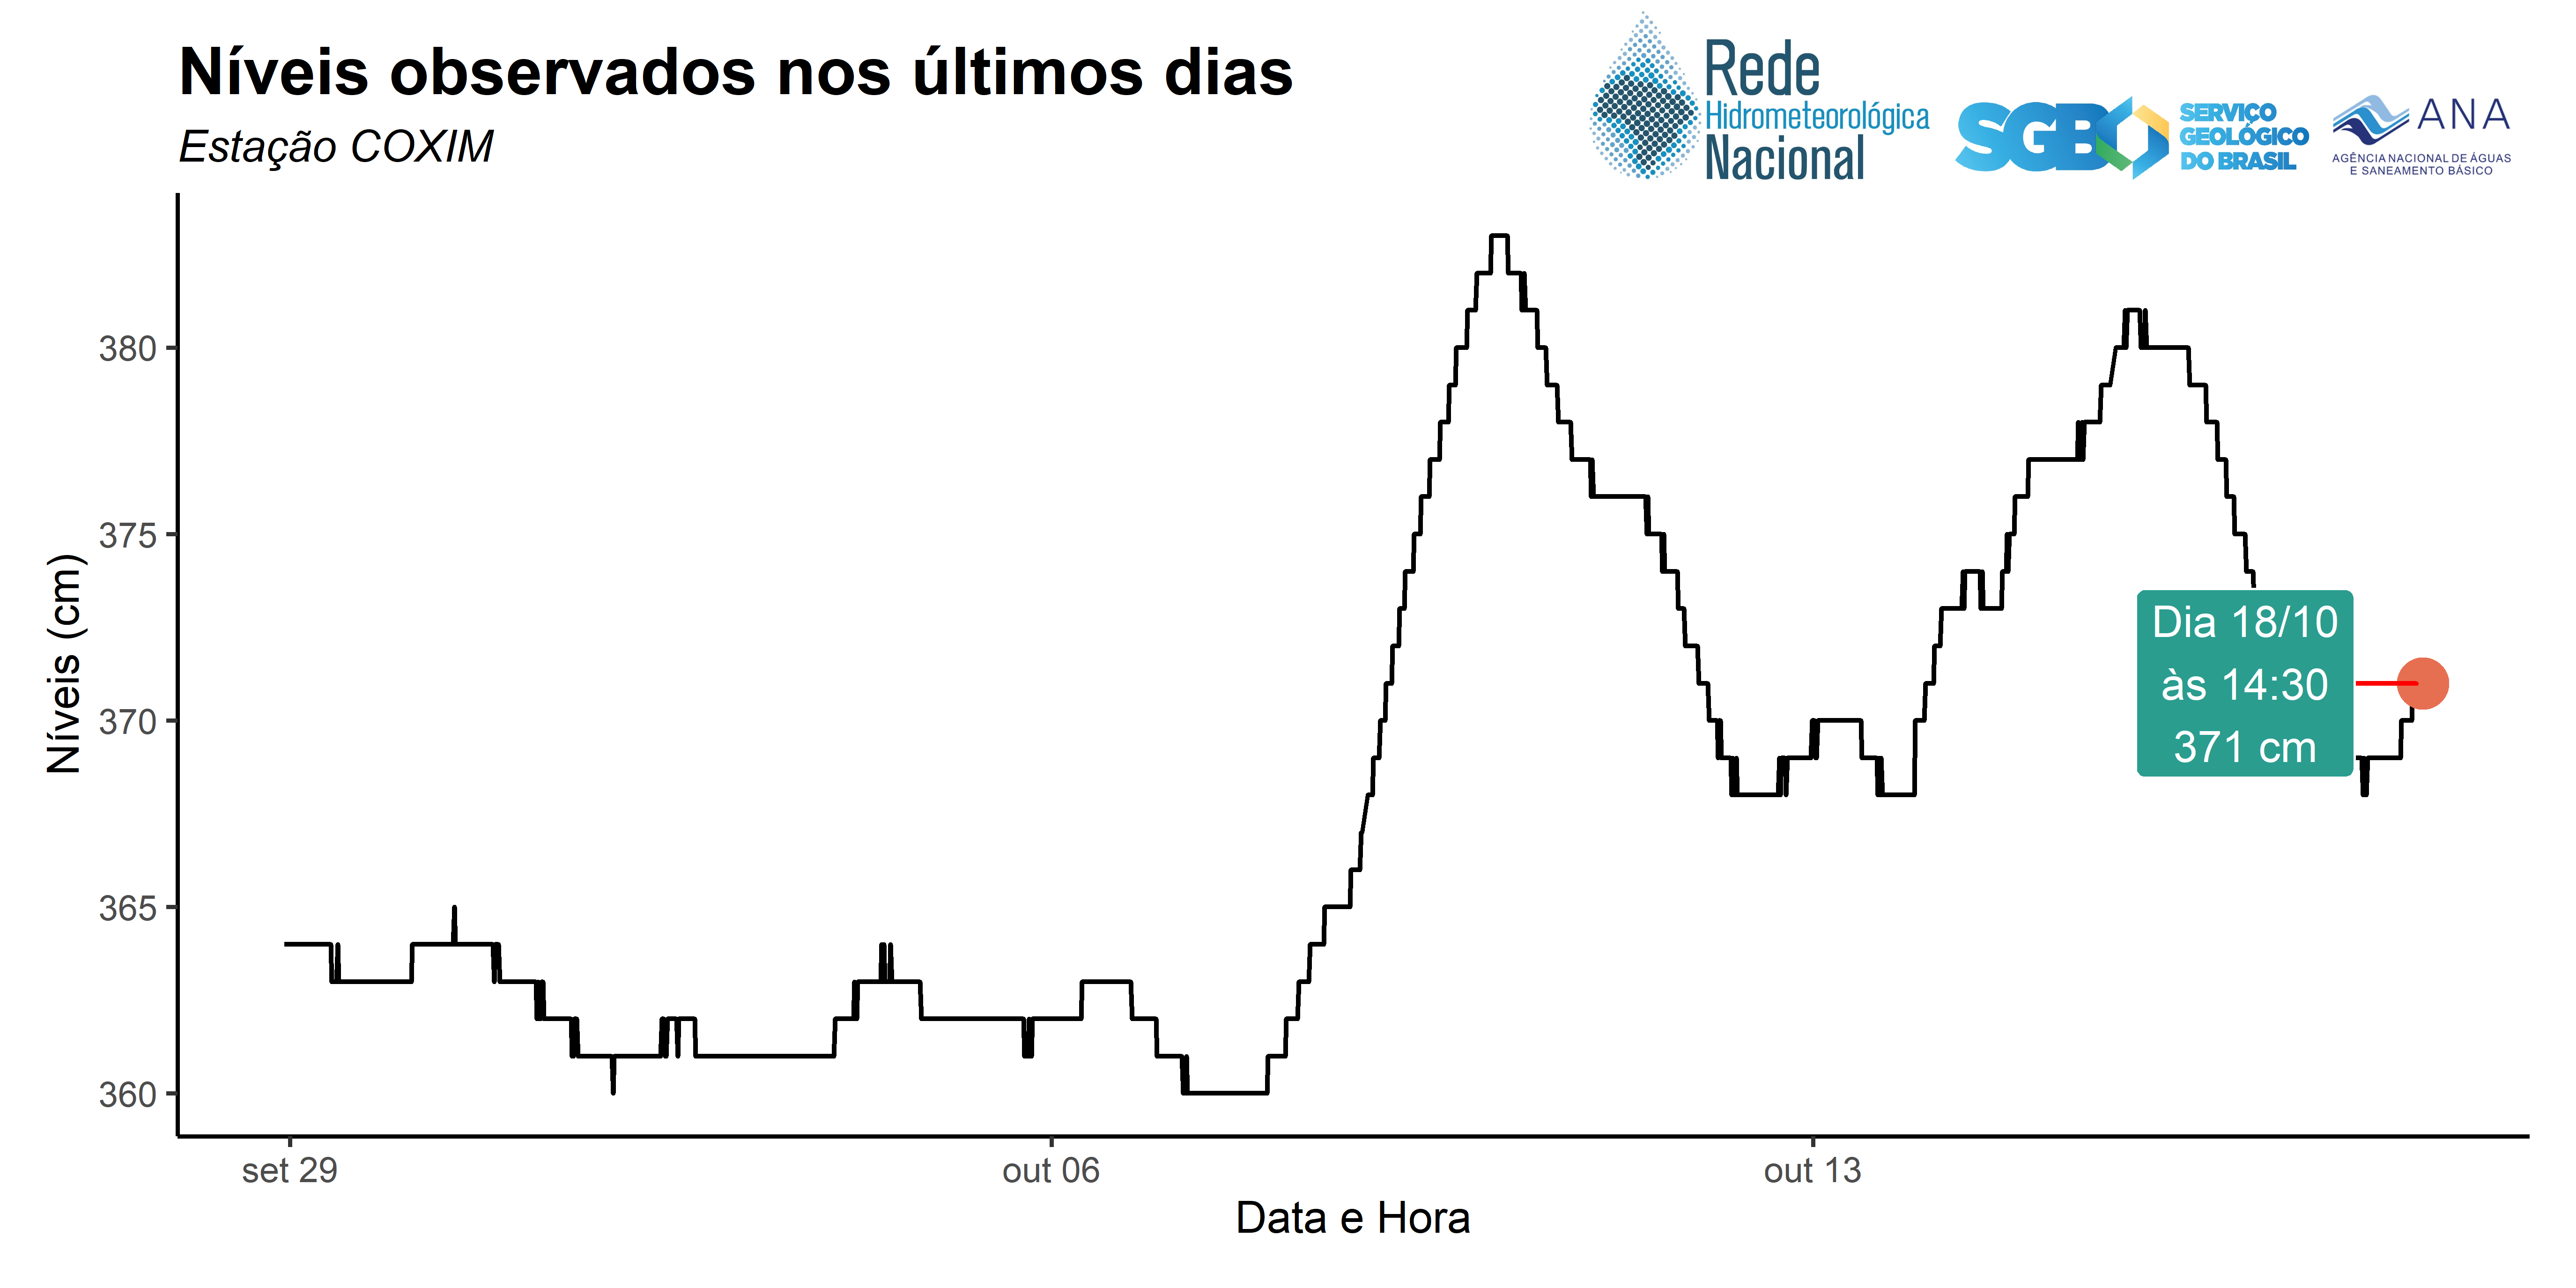 Níveis observados nos últimos dias
Estação COXIM
Rede
Hidrometeorológica
Nacional
SGB
SERVIÇO
GEOLÓGICO
DO BRASIL
ANA
AGÊNCIA NACIONAL DE ÁGUAS
E SANEAMENTO BÁSICO
Níveis (cm)
380
375
370
365
360
Dia 18/10
às 14:30
371 cm
set 29
out 06
out 13
Data e Hora